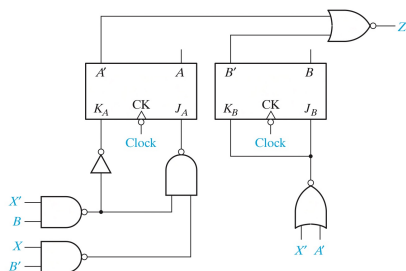 Z
A′ A B′ B
K_A CK J_A K_B CK J_B
Clock Clock
X′
B
X
B′
X′ A′